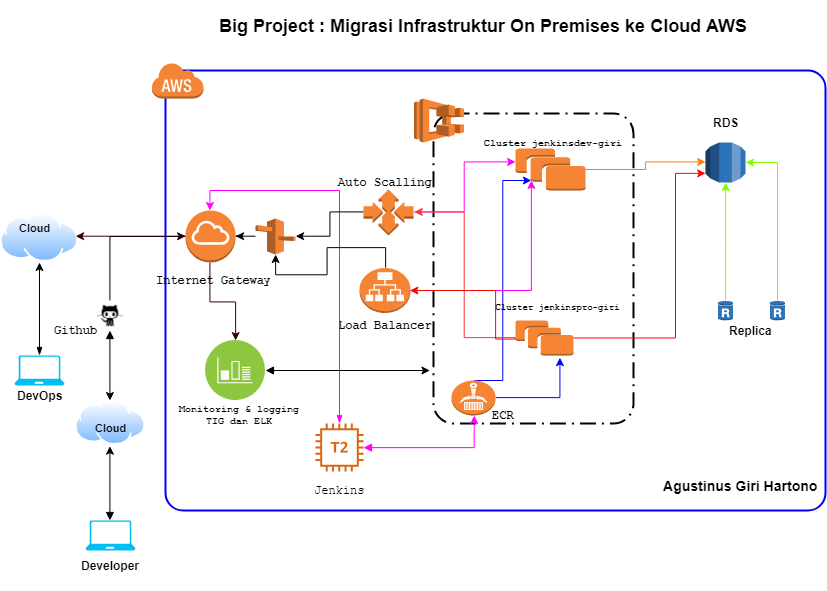 Big Project : Migrasi Infrastruktur On Premises ke Cloud AWS
AWS
RDS
Cluster jenkinsdev-giri
Auto Scalling
Cloud
Internet Gateway
Cluster jenkinspro-giri
R
R
Load Balancer
Github
Replica
DevOps
Monitoring & logging
TIG dan ELK
ECR
Cloud
T2
Jenkins
Agustinus Giri Hartono
Developer